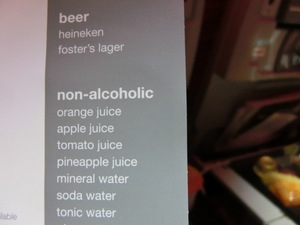 beer
heineken
foster's lager
non-alcoholic
orange juice
apple juice
tomato juice
pineapple juice
mineral water
soda water
tonic water